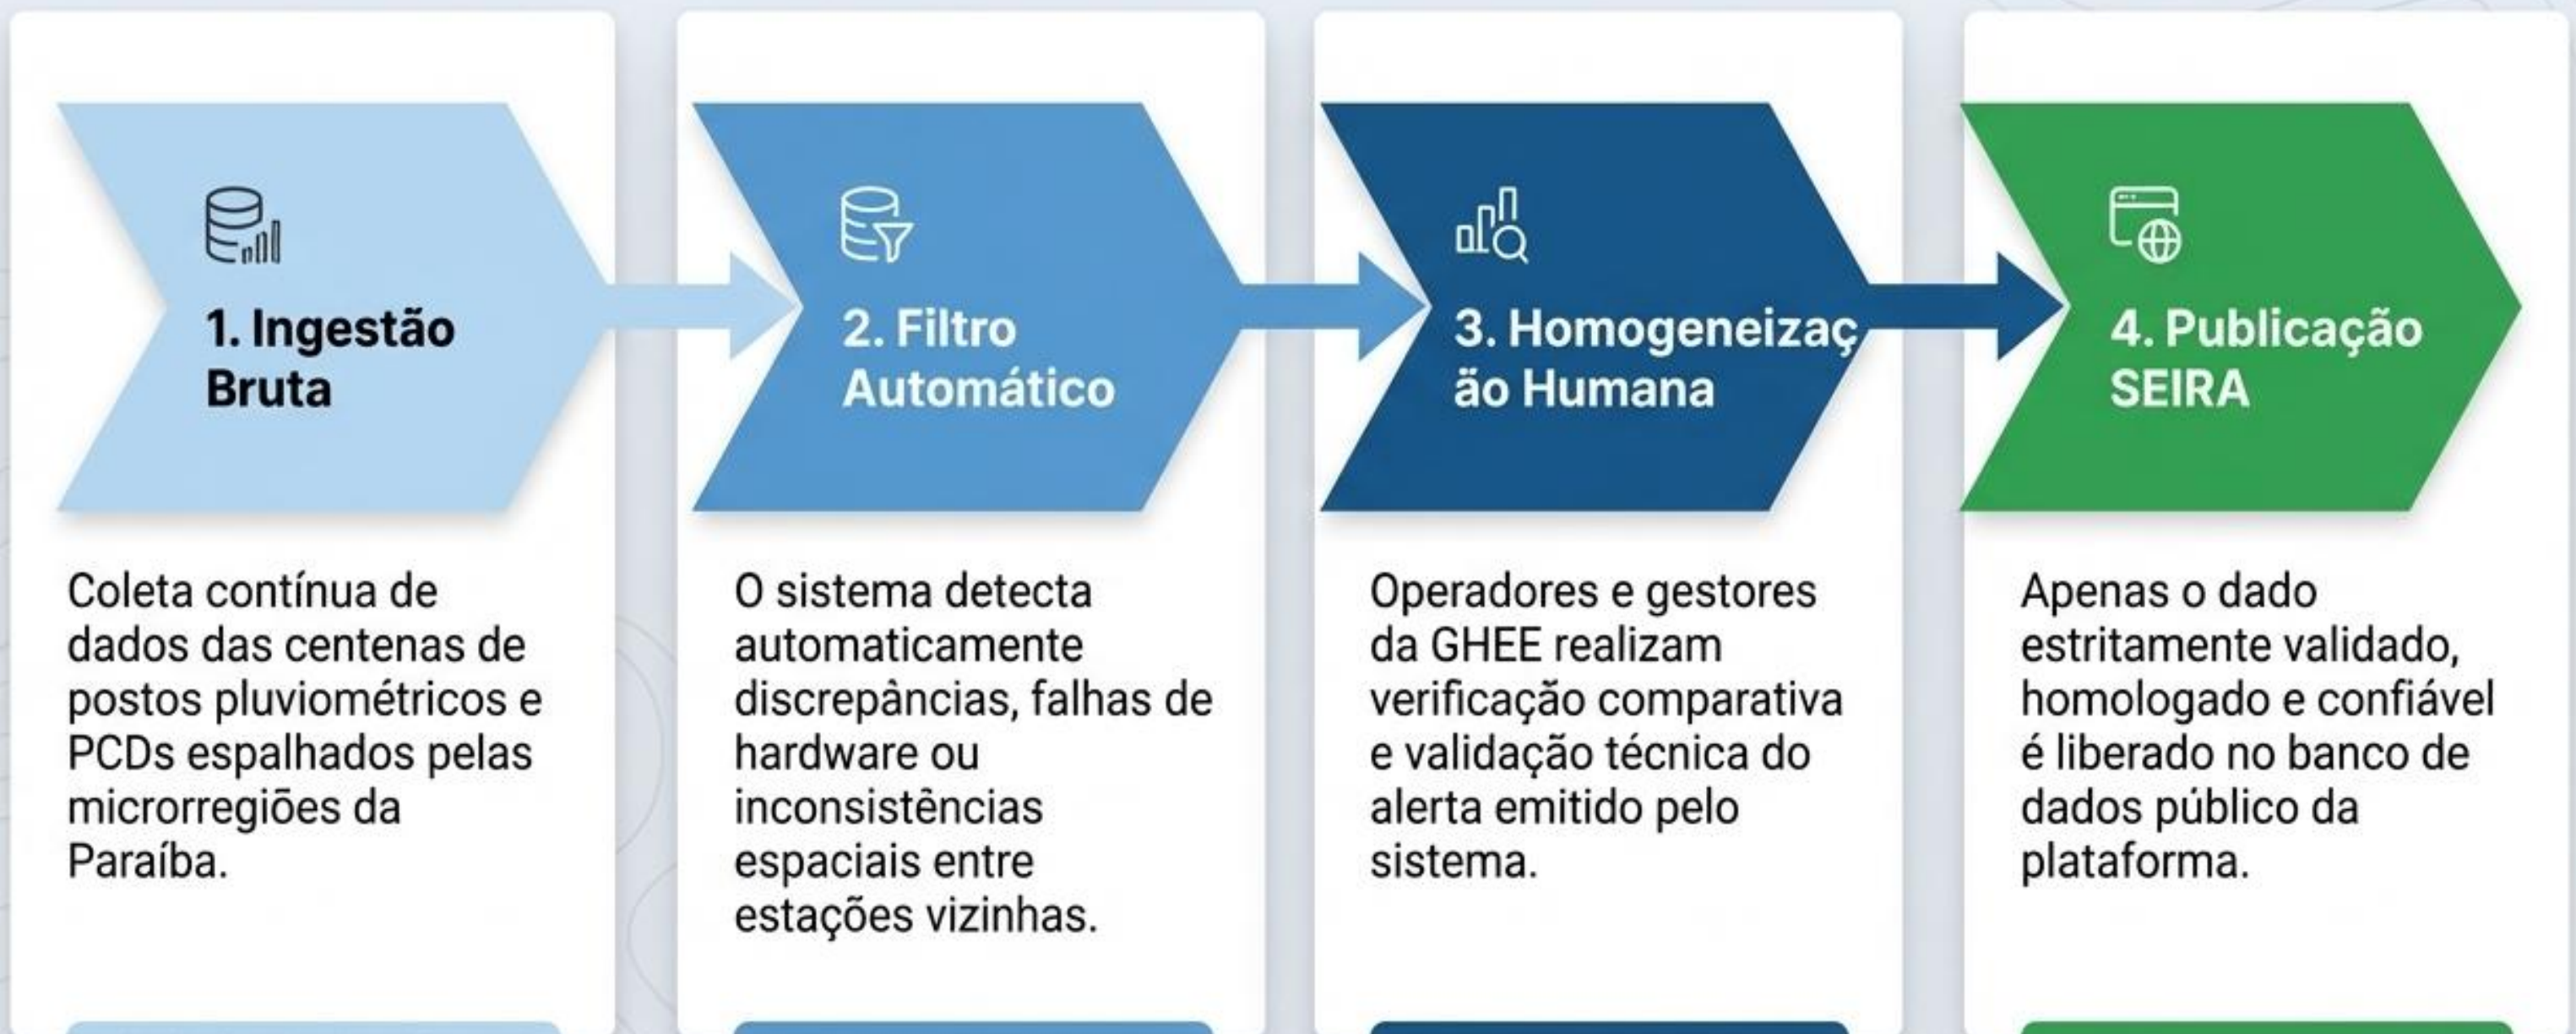 1. Ingestão
Bruta
Coleta contínua de
dados das centenas de
postos pluviométricos e
PCDs espalhados pelas
microrregiões da
Paraíba.
2. Filtro
Automático
O sistema detecta
automaticamente
discrepâncias, falhas de
hardware ou
inconsistências
espaciais entre
estações vizinhas.
3. Homogeneizaç
ão Humana
Operadores e gestores
da GHEE realizam
verificação comparativa
e validação técnica do
alerta emitido pelo
sistema.
4. Publicação
SEIRA
Apenas o dado
estritamente validado,
homologado e confiável
é liberado no banco de
dados público da
plataforma.